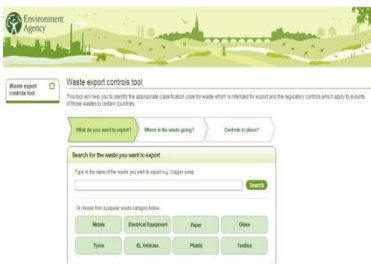 Environment
Agency
Waste export
controls tool
Waste export controls tool
This tool will help you to identify the appropriate classification code for waste which is intended for export and the regulatory controls which apply to exports
of those wastes to certain countries.
What do you want to export?
Where is the waste going?
Controls in place?
Search for the waste you want to export
Type in the name of the waste you wish to export e.g. Copper scrap
Search
Or choose from a popular waste category below:
Metals
Electrical Equipment
Paper
Glass
Tyres
EL Vehicles
Plastic
Textiles